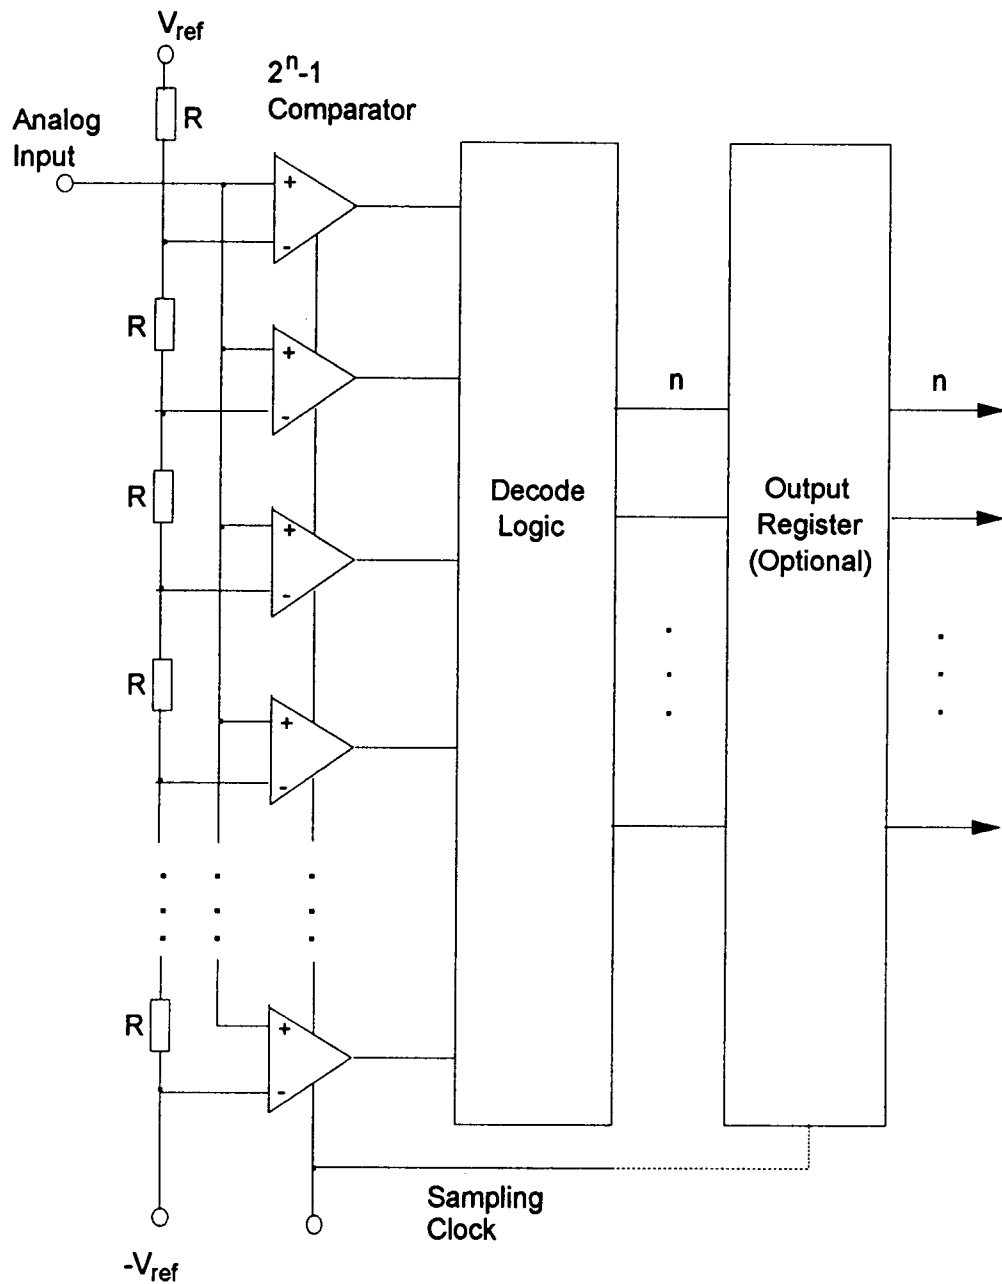 V_ref
2^n-1
Comparator
R
Analog
Input
+
-
R
+
-
n
n
R
Decode
Logic
Output
Register
(Optional)
+
-
R
+
-
R
+
-
Sampling
Clock
-V_ref